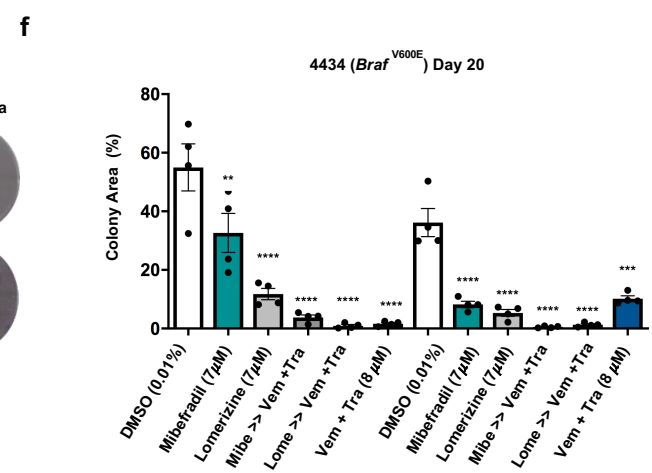 f
a
4434 (Braf V600E) Day 20
Colony Area (%)
80
60
40
20
0
**
****
****
****
****
****
****
****
****
***
DMSO (0.01%)
Mibefradil (7µM)
Lomerizine (7µM)
Mibe >> Vem +Tra
Lome >> Vem +Tra
Vem + Tra (8 µM)
DMSO (0.01%)
Mibefradil (7µM)
Lomerizine (7µM)
Mibe >> Vem +Tra
Lome >> Vem +Tra
Vem + Tra (8 µM)